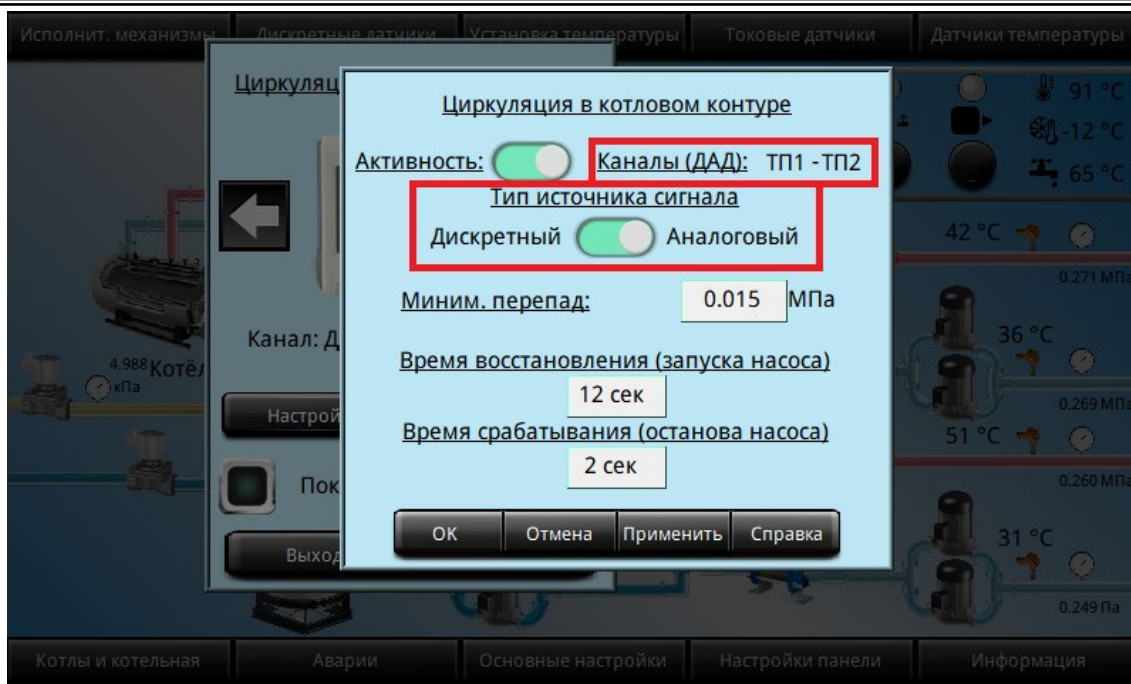 Исполнит. механизмы Дискретные датчики Установка температуры Токовые датчики Датчики температуры
Циркуляц
Циркуляция в котловом контуре
91 °C
Активность: Каналы (ДАД): ТП1 - ТП2
-12 °C
Тип источника сигнала
65 °C
Дискретный Аналоговый
42 °C
0.271 МПа
Миним. перепад: 0.015 МПа
Канал: Д
36 °C
Время восстановления (запуска насоса)
4.988 Котёл
кПа
12 сек
0.269 МПа
Настрой
Время срабатывания (останова насоса)
51 °C
2 сек
Пок
0.260 МПа
ОК Отмена Применить Справка
31 °C
Выход
0.249 Па
Котлы и котельная Аварии Основные настройки Настройки панели Информация